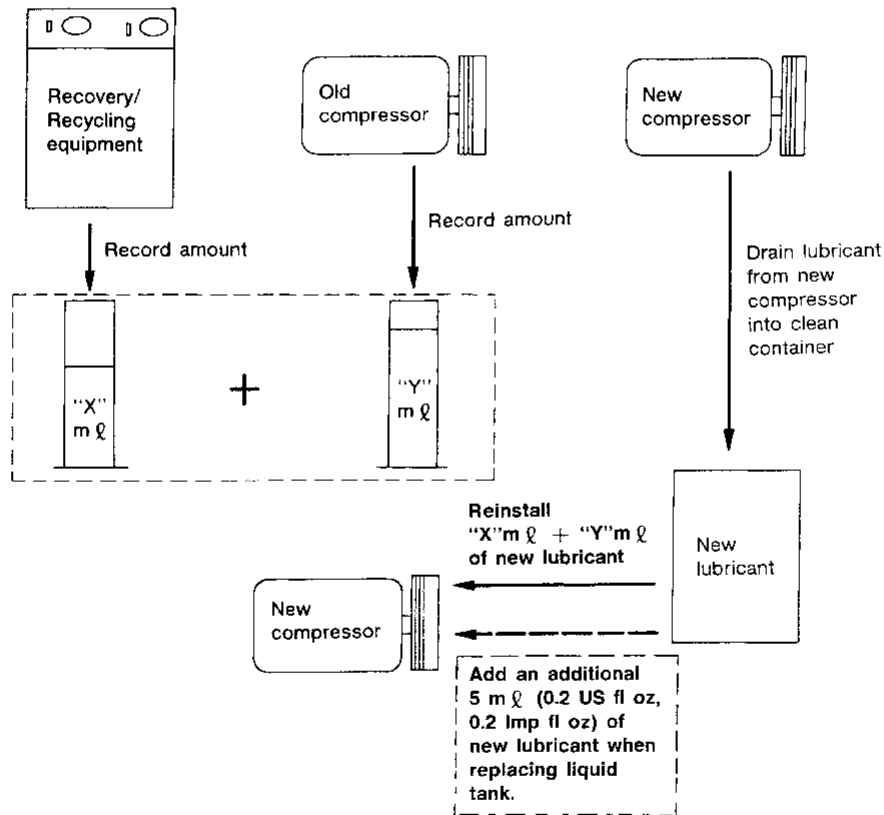 Recovery/
Recycling
equipment
Old
compressor
New
compressor
Record amount
Record amount
Drain lubricant
from new
compressor
into clean
container
"X"
mℓ
+
"Y"
mℓ
Reinstall
"X"mℓ + "Y"mℓ
of new lubricant
New
lubricant
New
compressor
Add an additional
5 mℓ (0.2 US fl oz,
0.2 Imp fl oz) of
new lubricant when
replacing liquid
tank.